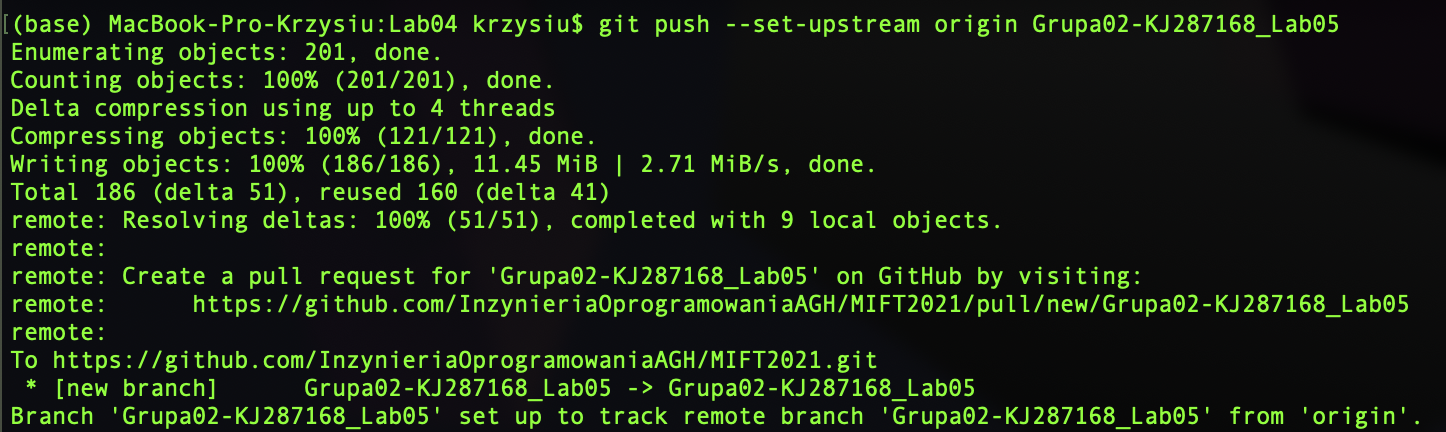 [(base) MacBook-Pro-Krzysiu:Lab04 krzysiu$ git push --set-upstream origin Grupa02-KJ287168_Lab05
Enumerating objects: 201, done.
Counting objects: 100% (201/201), done.
Delta compression using up to 4 threads
Compressing objects: 100% (121/121), done.
Writing objects: 100% (186/186), 11.45 MiB | 2.71 MiB/s, done.
Total 186 (delta 51), reused 160 (delta 41)
remote: Resolving deltas: 100% (51/51), completed with 9 local objects.
remote:
remote: Create a pull request for 'Grupa02-KJ287168_Lab05' on GitHub by visiting:
remote:      https://github.com/InzynieriaOprogramowaniaAGH/MIFT2021/pull/new/Grupa02-KJ287168_Lab05
remote:
To https://github.com/InzynieriaOprogramowaniaAGH/MIFT2021.git
 * [new branch]      Grupa02-KJ287168_Lab05 -> Grupa02-KJ287168_Lab05
Branch 'Grupa02-KJ287168_Lab05' set up to track remote branch 'Grupa02-KJ287168_Lab05' from 'origin'.